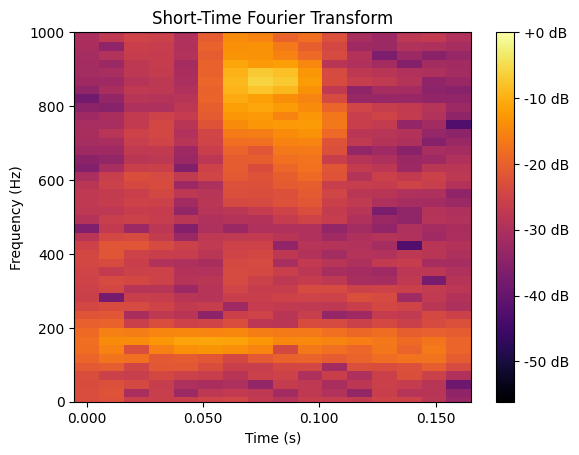 Short-Time Fourier Transform
1000
800
600
400
200
0
Frequency (Hz)
0.000
0.050
0.100
0.150
Time (s)
+0 dB
-10 dB
-20 dB
-30 dB
-40 dB
-50 dB